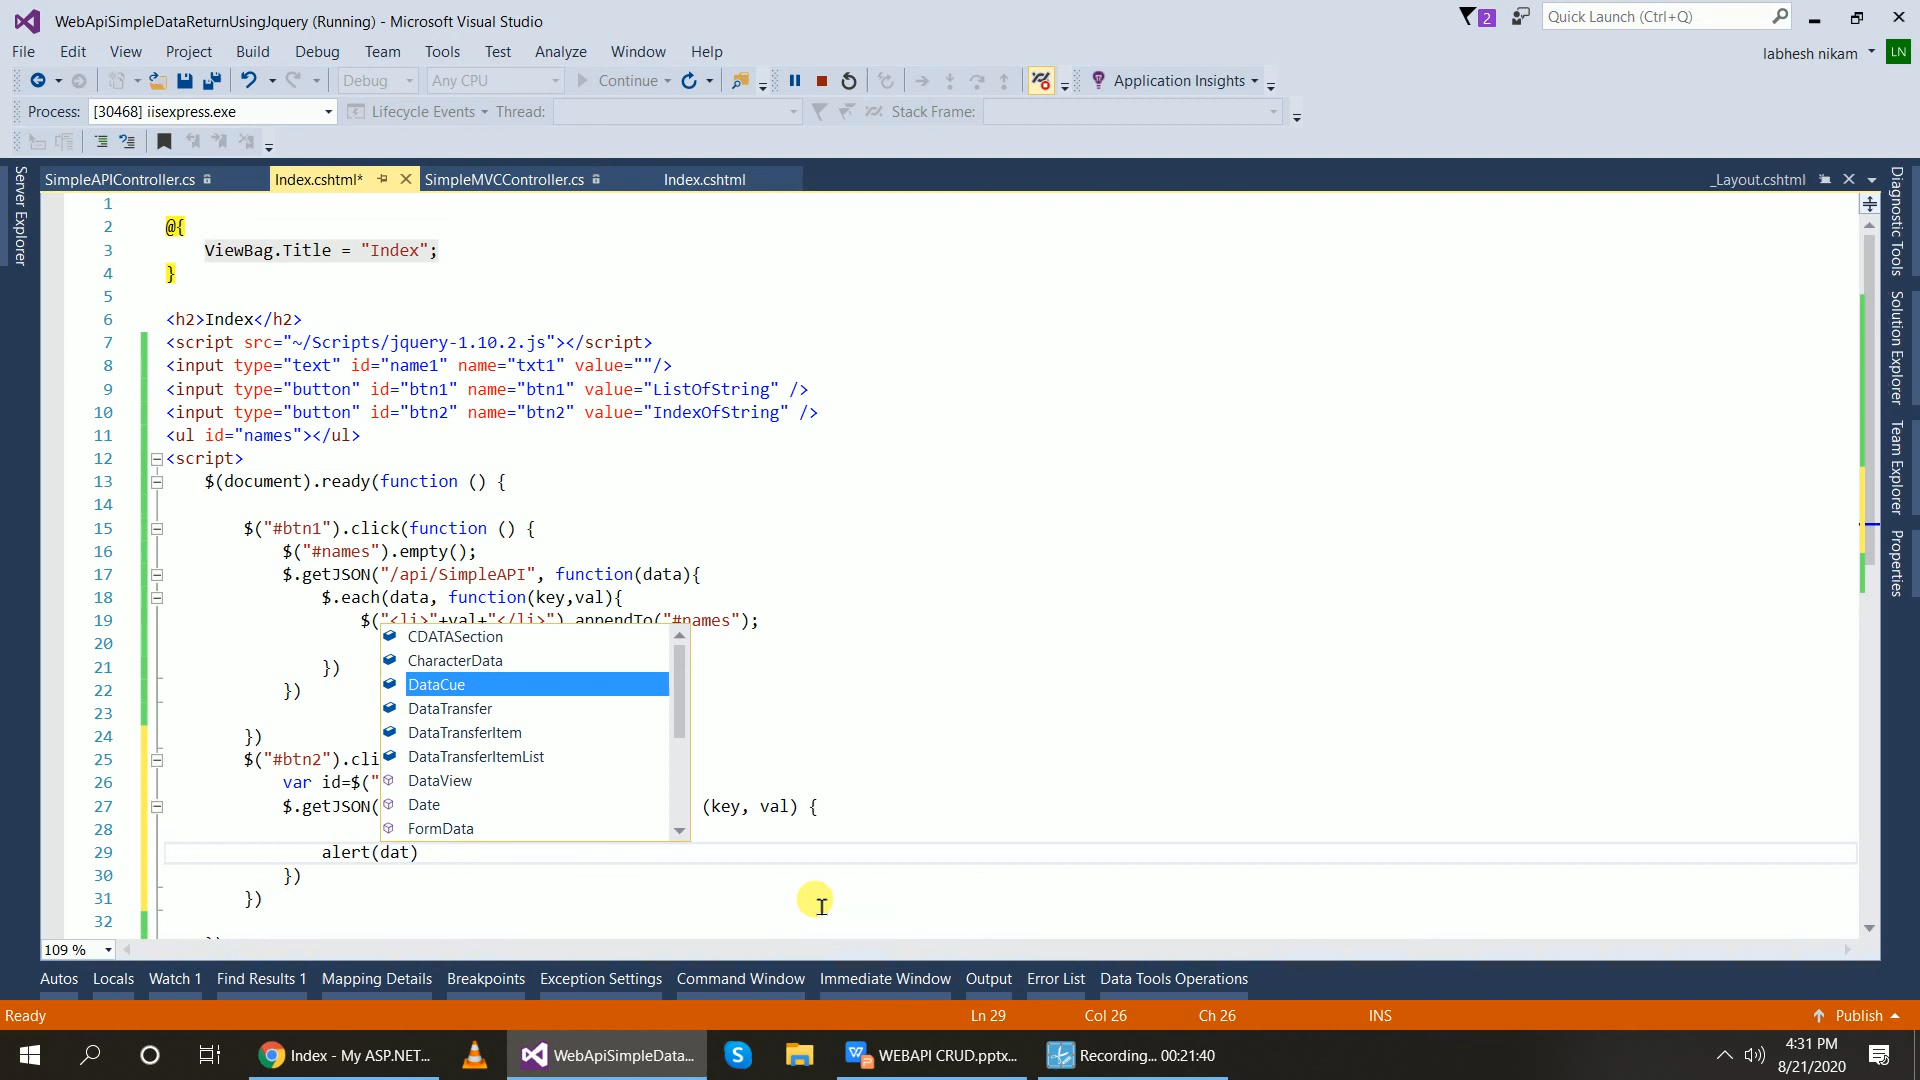 WebApiSimpleDataReturnUsingJquery (Running) - Microsoft Visual Studio
2
Quick Launch (Ctrl+Q)
File Edit View Project Build Debug Team Tools Test Analyze Window Help
labhesh nikam
LN
Debug Any CPU Continue Application Insights
Process: [30468] iisexpress.exe Lifecycle Events Thread: Stack Frame:
Server Explorer
SimpleAPIController.cs Index.cshtml* SimpleMVCController.cs Index.cshtml _Layout.cshtml
Diagnostic Tools
Solution Explorer
Team Explorer
Properties
1
2 @{
3 ViewBag.Title = "Index";
4 }
5
6 <h2>Index</h2>
7 <script src="~/Scripts/jquery-1.10.2.js"></script>
8 <input type="text" id="name1" name="txt1" value=""/>
9 <input type="button" id="btn1" name="btn1" value="ListOfString" />
10 <input type="button" id="btn2" name="btn2" value="IndexOfString" />
11 <ul id="names"></ul>
12 <script>
13 $(document).ready(function () {
14
15 $("#btn1").click(function () {
16 $("#names").empty();
17 $.getJSON("/api/SimpleAPI", function(data){
18 $.each(data, function(key,val){
19 $("<li>"+val+"</li>").appendTo("#names");
20
21 })
22 })
23
24 })
25 $("#btn2").cli
26 var id=$("
27 $.getJSON( (key, val) {
28
29 alert(dat)
30 })
31 })
32
CDATASection
CharacterData
DataCue
DataTransfer
DataTransferItem
DataTransferItemList
DataView
Date
FormData
109 %
Autos Locals Watch 1 Find Results 1 Mapping Details Breakpoints Exception Settings Command Window Immediate Window Output Error List Data Tools Operations
Ready Ln 29 Col 26 Ch 26 INS Publish
Index - My ASP.NET... WebApiSimpleData... WEBAPI CRUD.pptx... Recording... 00:21:40
4:31 PM
8/21/2020